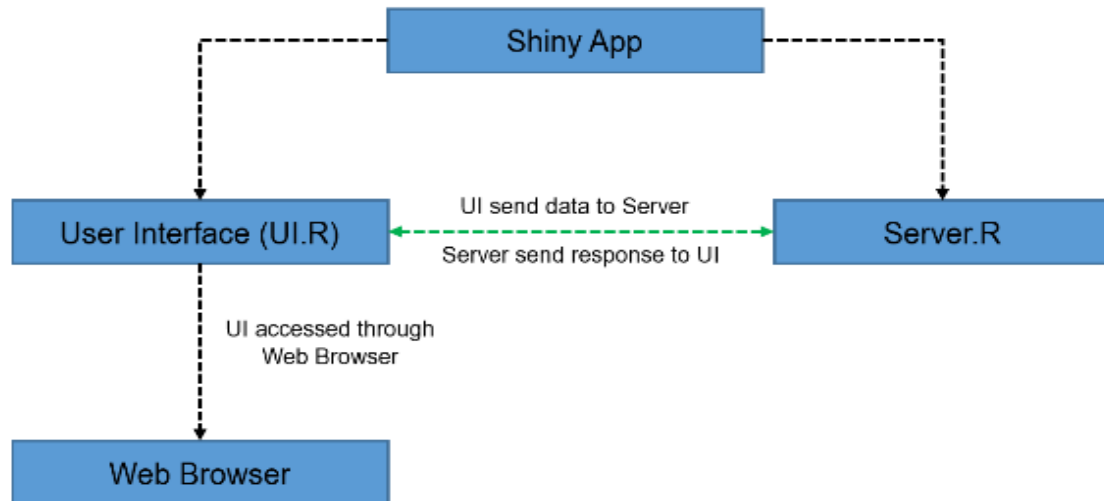 Shiny App
UI send data to Server
User Interface (UI.R)
Server.R
Server send response to UI
UI accessed through
Web Browser
Web Browser